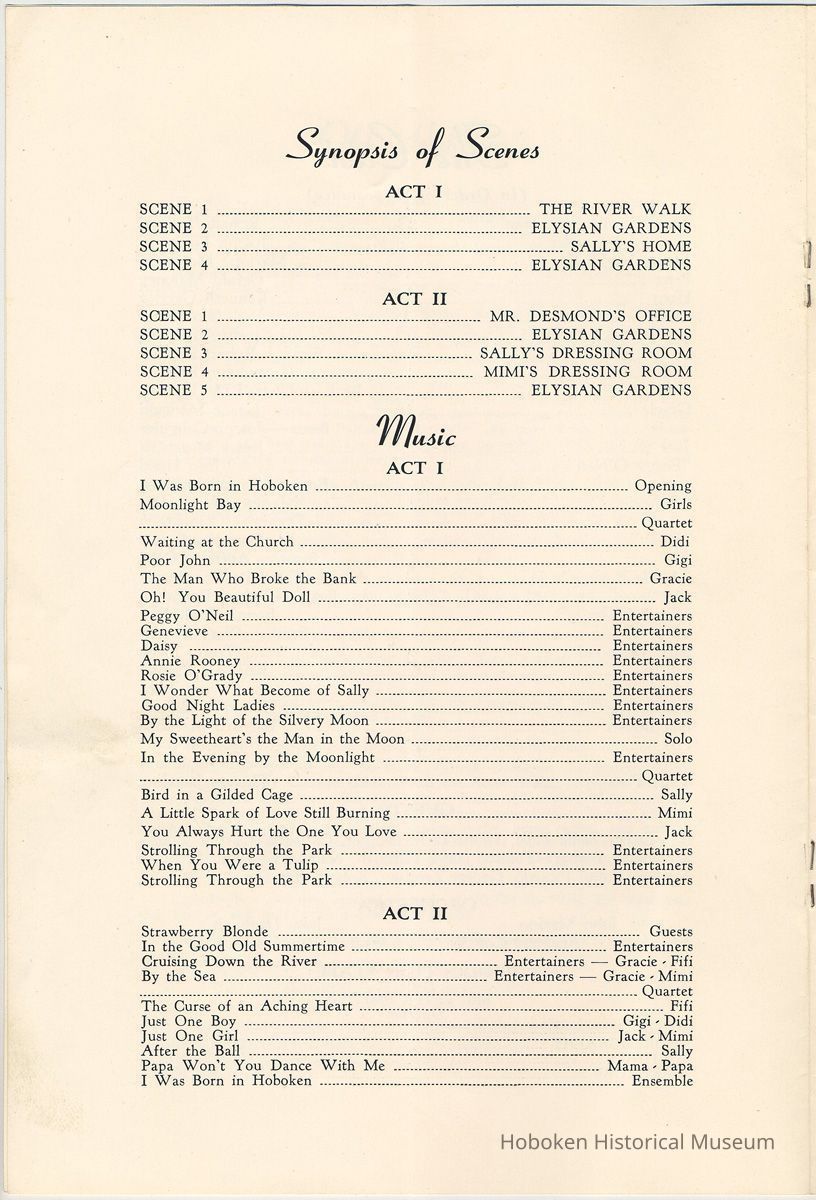 Synopsis of Scenes
ACT I
SCENE 1 ........ THE RIVER WALK
SCENE 2 ........ ELYSIAN GARDENS
SCENE 3 ........ SALLY'S HOME
SCENE 4 ........ ELYSIAN GARDENS
ACT II
SCENE 1 ........ MR. DESMOND'S OFFICE
SCENE 2 ........ ELYSIAN GARDENS
SCENE 3 ........ SALLY'S DRESSING ROOM
SCENE 4 ........ MIMI'S DRESSING ROOM
SCENE 5 ........ ELYSIAN GARDENS
Music
ACT I
I Was Born in Hoboken ........ Opening
Moonlight Bay ........ Girls
........ Quartet
Waiting at the Church ........ Didi
Poor John ........ Gigi
The Man Who Broke the Bank ........ Gracie
Oh! You Beautiful Doll ........ Jack
Peggy O'Neil ........ Entertainers
Genevieve ........ Entertainers
Daisy ........ Entertainers
Annie Rooney ........ Entertainers
Rosie O'Grady ........ Entertainers
I Wonder What Become of Sally ........ Entertainers
Good Night Ladies ........ Entertainers
By the Light of the Silvery Moon ........ Entertainers
My Sweetheart's the Man in the Moon ........ Solo
In the Evening by the Moonlight ........ Entertainers
........ Quartet
Bird in a Gilded Cage ........ Sally
A Little Spark of Love Still Burning ........ Mimi
You Always Hurt the One You Love ........ Jack
Strolling Through the Park ........ Entertainers
When You Were a Tulip ........ Entertainers
Strolling Through the Park ........ Entertainers
ACT II
Strawberry Blonde ........ Guests
In the Good Old Summertime ........ Entertainers
Cruising Down the River ........ Entertainers — Gracie - Fifi
By the Sea ........ Entertainers — Gracie - Mimi
........ Quartet
The Curse of an Aching Heart ........ Fifi
Just One Boy ........ Gigi - Didi
Just One Girl ........ Jack - Mimi
After the Ball ........ Sally
Papa Won't You Dance With Me ........ Mama - Papa
I Was Born in Hoboken ........ Ensemble
Hoboken Historical Museum